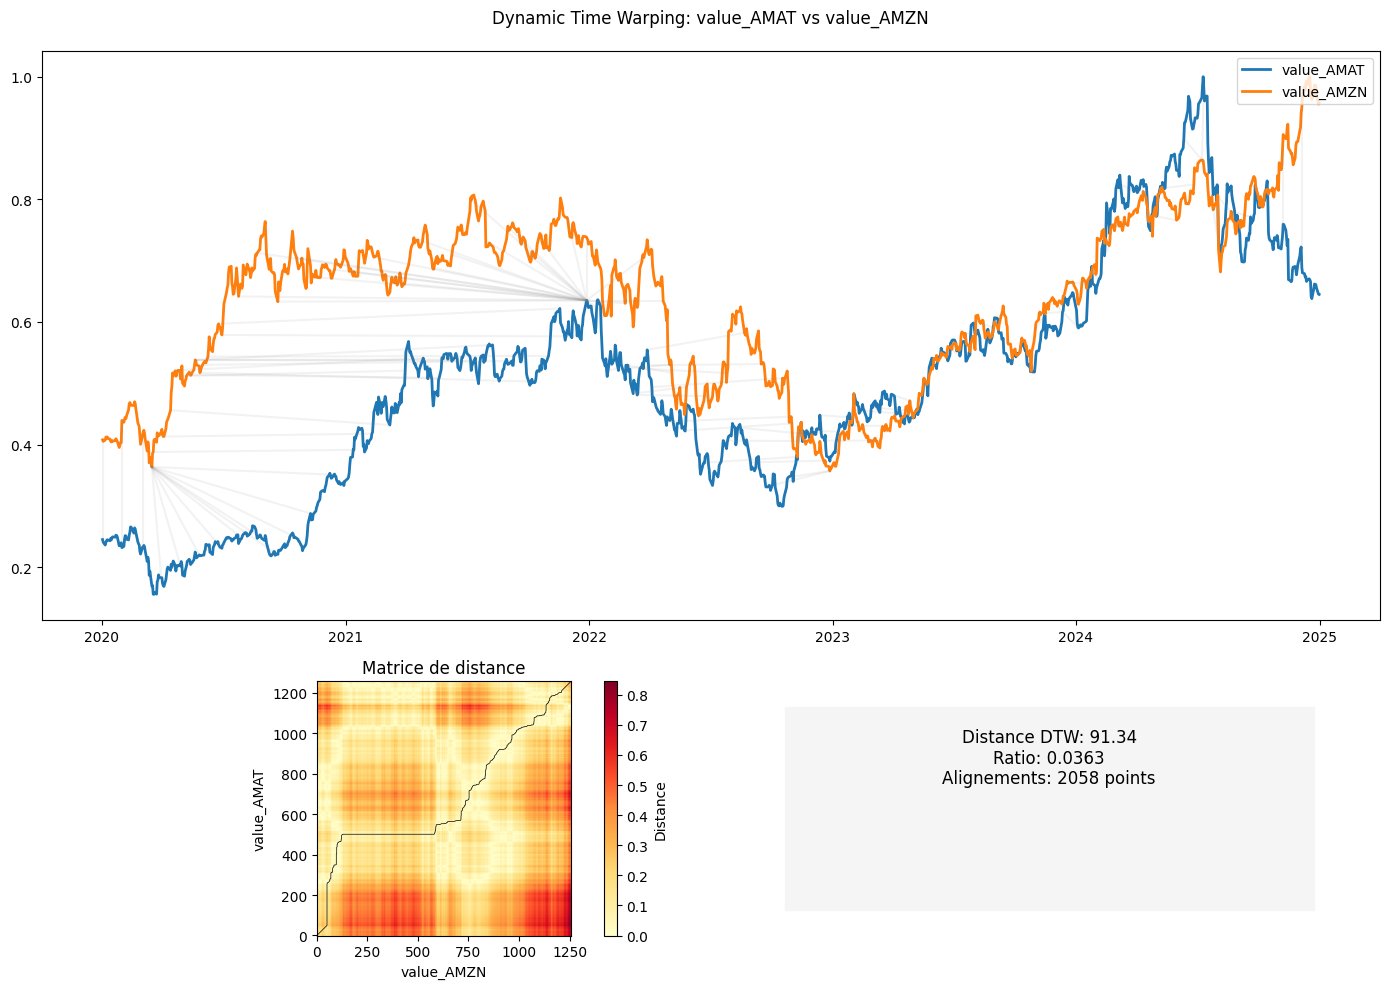 Dynamic Time Warping: value_AMAT vs value_AMZN
value_AMAT
value_AMZN
1.0
0.8
0.6
0.4
0.2
2020 2021 2022 2023 2024 2025
Matrice de distance
value_AMAT
1200
1000
800
600
400
200
0
0 250 500 750 1000 1250
value_AMZN
0.8
0.7
0.6
0.5
0.4
0.3
0.2
0.1
0.0
Distance
Distance DTW: 91.34
Ratio: 0.0363
Alignements: 2058 points